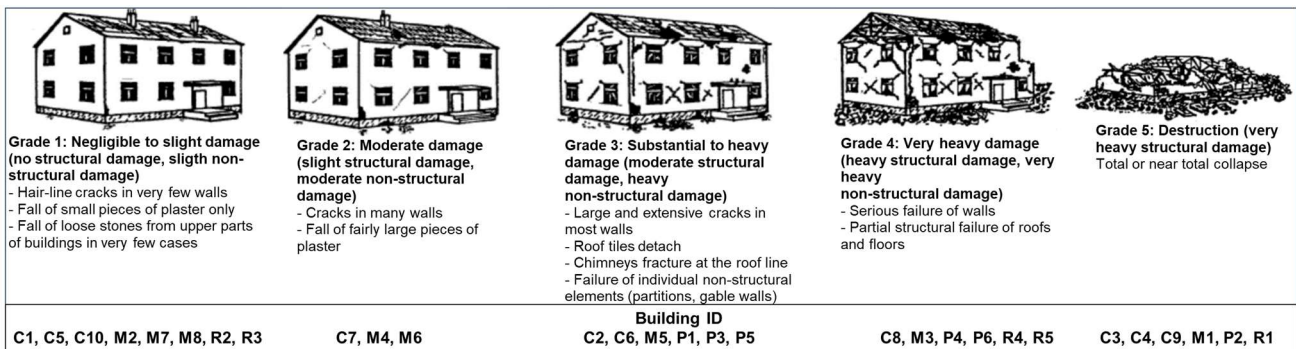 Grade 1: Negligible to slight damage
(no structural damage, sligth non-
structural damage)
- Hair-line cracks in very few walls
- Fall of small pieces of plaster only
- Fall of loose stones from upper parts
of buildings in very few cases
Grade 2: Moderate damage
(slight structural damage,
moderate non-structural
damage)
- Cracks in many walls
- Fall of fairly large pieces of
plaster
Grade 3: Substantial to heavy
damage (moderate structural
damage, heavy
non-structural damage)
- Large and extensive cracks in
most walls
- Roof tiles detach
- Chimneys fracture at the roof line
- Failure of individual non-structural
elements (partitions, gable walls)
Grade 4: Very heavy damage
(heavy structural damage, very
heavy
non-structural damage)
- Serious failure of walls
- Partial structural failure of roofs
and floors
Grade 5: Destruction (very
heavy structural damage)
Total or near total collapse
Building ID
C1, C5, C10, M2, M7, M8, R2, R3
C7, M4, M6
C2, C6, M5, P1, P3, P5
C8, M3, P4, P6, R4, R5
C3, C4, C9, M1, P2, R1